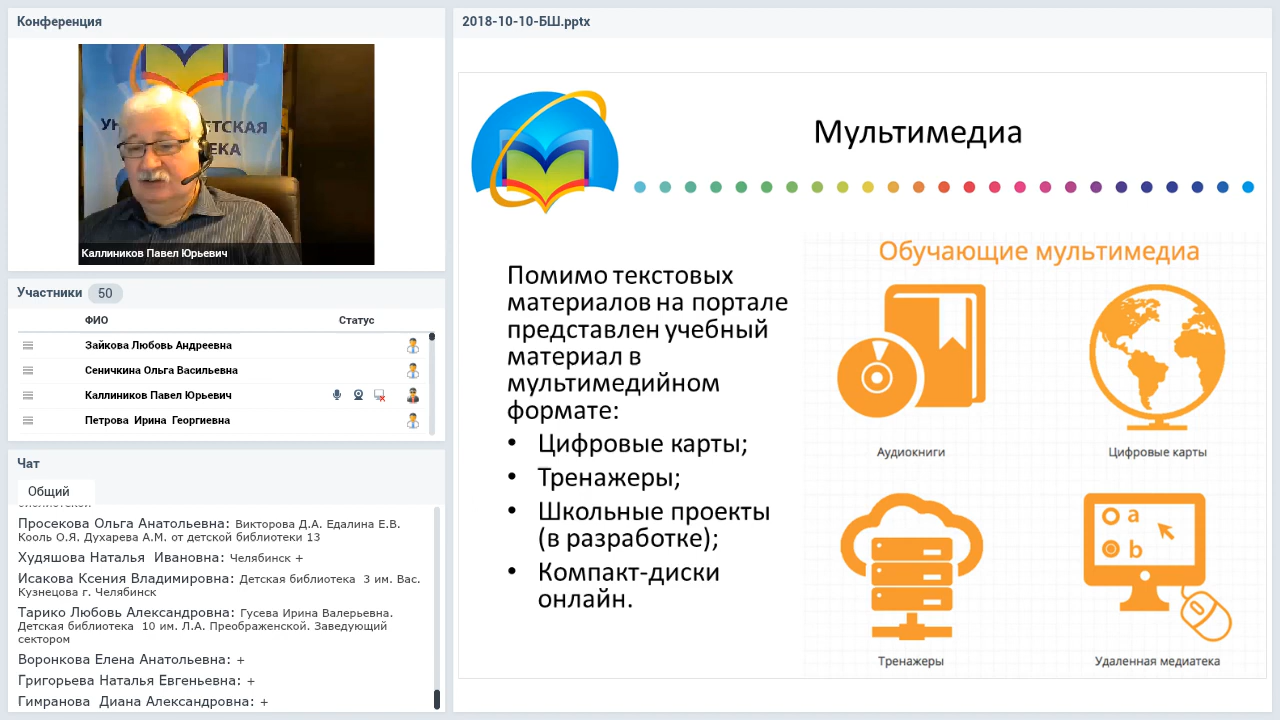 Конференция
ЕТСКАЯ
ЕКА
Каллиников Павел Юрьевич
Участники 50
ФИО Статус
Зайкова Любовь Андреевна
Сеничкина Ольга Васильевна
Каллиников Павел Юрьевич
Петрова Ирина Георгиевна
Чат
Общий
Просекова Ольга Анатольевна: Викторова Д.А. Едалина Е.В.
Кооль О.Я. Духарева А.М. от детской библиотеки 13
Худяшова Наталья Ивановна: Челябинск +
Исакова Ксения Владимировна: Детская библиотека 3 им. Вас.
Кузнецова г. Челябинск
Тарико Любовь Александровна: Гусева Ирина Валерьевна.
Детская библиотека 10 им. Л.А. Преображенской. Заведующий
сектором
Воронкова Елена Анатольевна: +
Григорьева Наталья Евгеньевна: +
Гимранова Диана Александровна: +
2018-10-10-БШ.pptx
Мультимедиа
Помимо текстовых
материалов на портале
представлен учебный
материал в
мультимедийном
формате:
• Цифровые карты;
• Тренажеры;
• Школьные проекты
(в разработке);
• Компакт-диски
онлайн.
Обучающие мультимедиа
Аудиокниги
Цифровые карты
a
b
Тренажеры
Удаленная медиатека